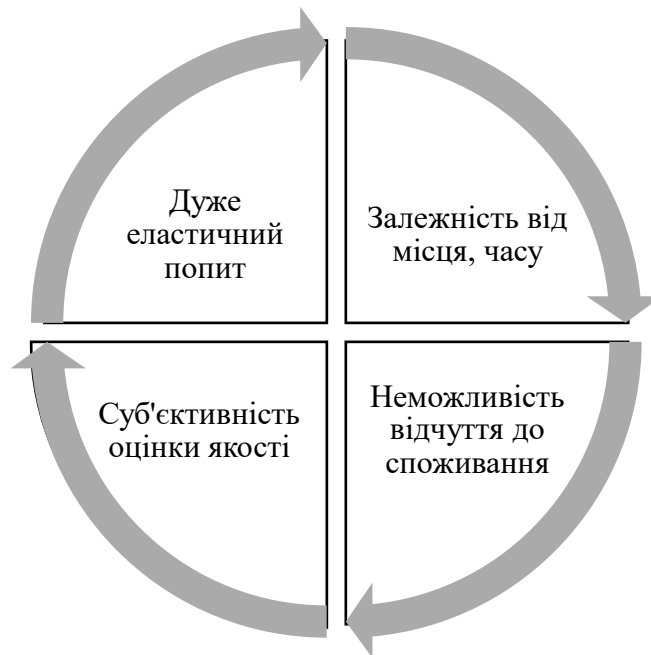 Дуже
еластичний
попит
Залежність від
місця, часу
Суб'єктивність
оцінки якості
Неможливість
відчуття до
споживання